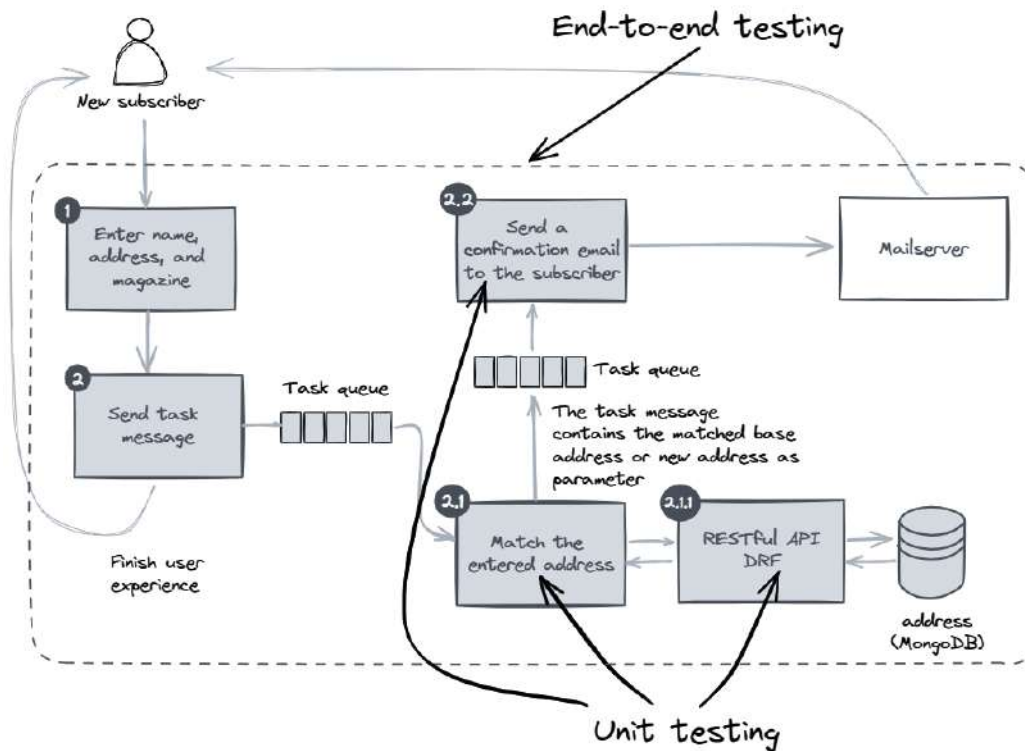 End-to-end testing
New subscriber
1
Enter name,
address, and
magazine
2.2
Send a
confirmation email
to the subscriber
Mailserver
2
Send task
message
Task queue
Task queue
The task message
contains the matched base
address or new address as
parameter
2.1
Match the
entered address
2.1.1
RESTful API
DRF
Finish user
experience
address
(MongoDB)
Unit testing